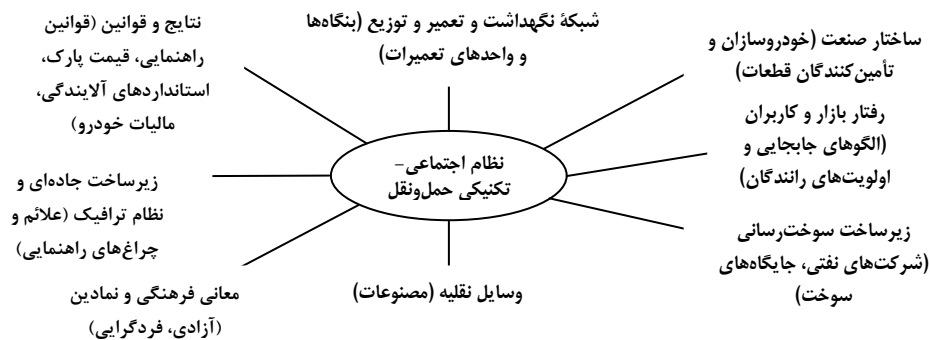 شبکهٔ نگهداشت و تعمیر و توزیع (بنگاه‌ها
و واحدهای تعمیرات)
ساختار صنعت (خودروسازان و
تأمین‌کنندگان قطعات)
رفتار بازار و کاربران
(الگوهای جابجایی و
اولویت‌های رانندگان)
زیرساخت سوخت‌رسانی
(شرکت‌های نفتی، جایگاه‌های
سوخت)
نظام اجتماعی–
تکنیکی حمل‌ونقل
وسایل نقلیه (مصنوعات)
نتایج و قوانین (قوانین
راهنمایی، قیمت پارک،
استانداردهای آلایندگی،
مالیات خودرو)
زیرساخت جاده‌ای و
نظام ترافیک (علائم و
چراغ‌های راهنمایی)
معانی فرهنگی و نمادین
(آزادی، فردگرایی)